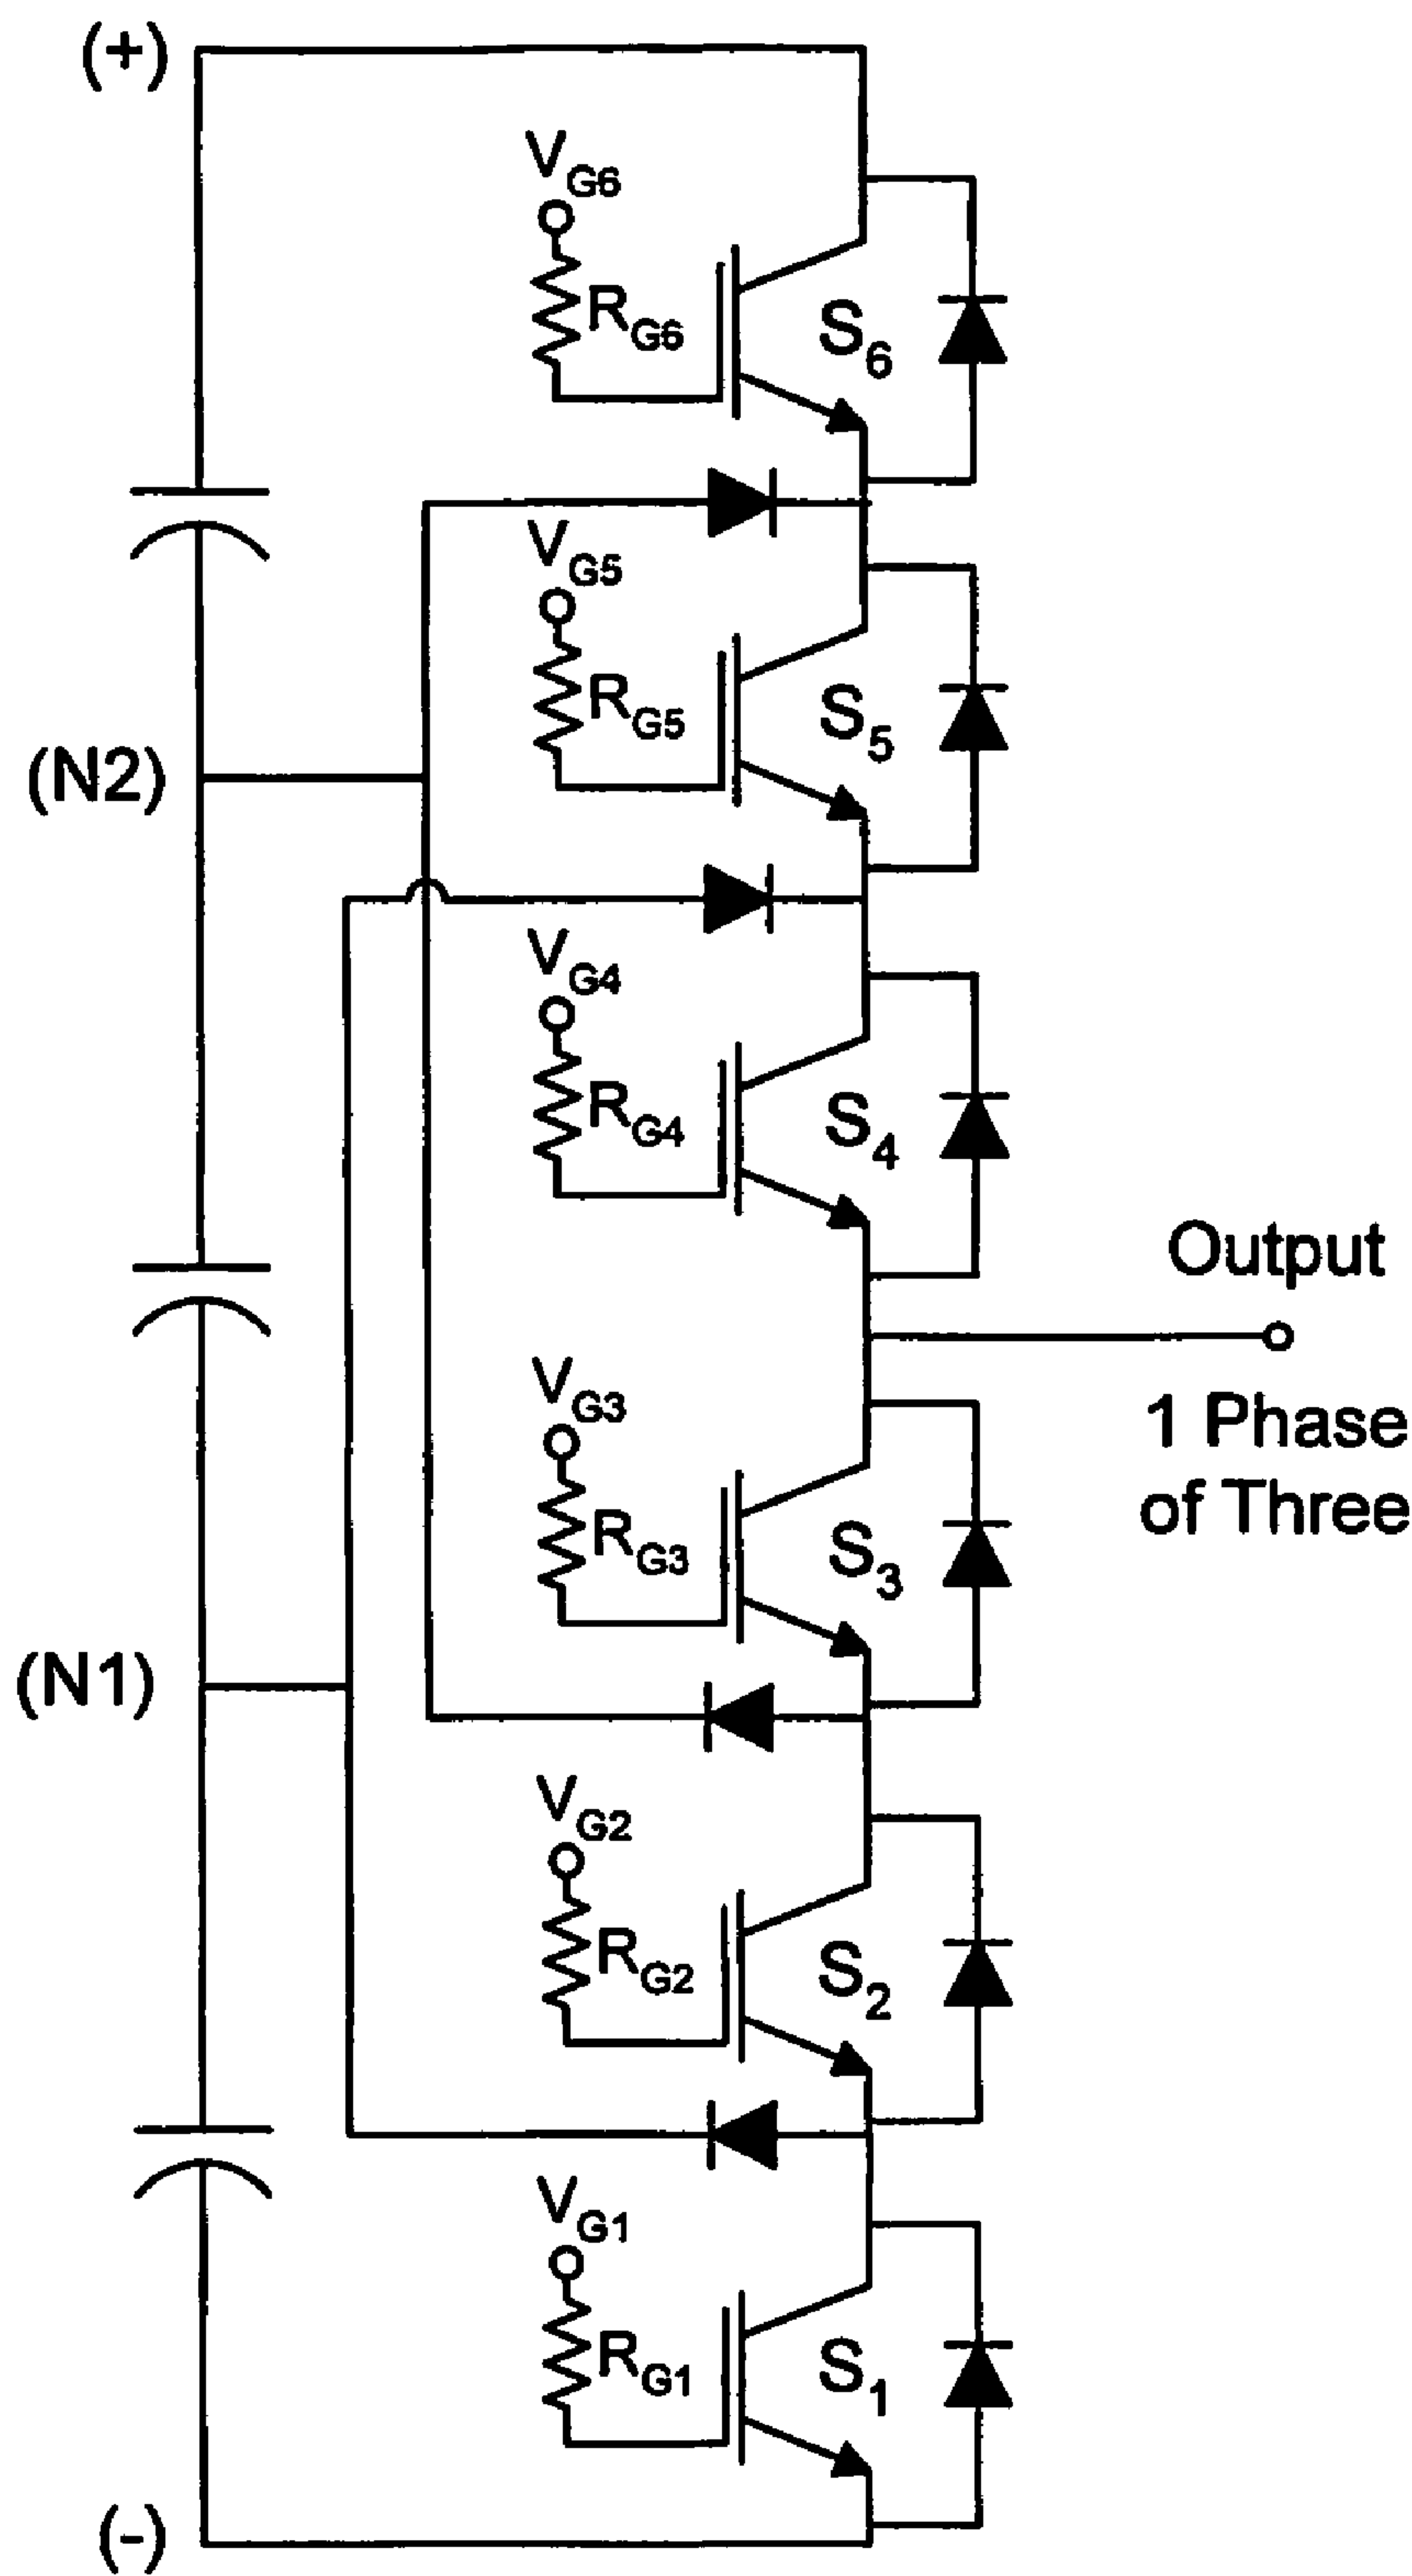 (+)
VG6
RG6
S6
VG5
RG5
S5
(N2)
VG4
RG4
S4
Output
1 Phase
of Three
VG3
RG3
S3
(N1)
VG2
RG2
S2
VG1
RG1
S1
(-)